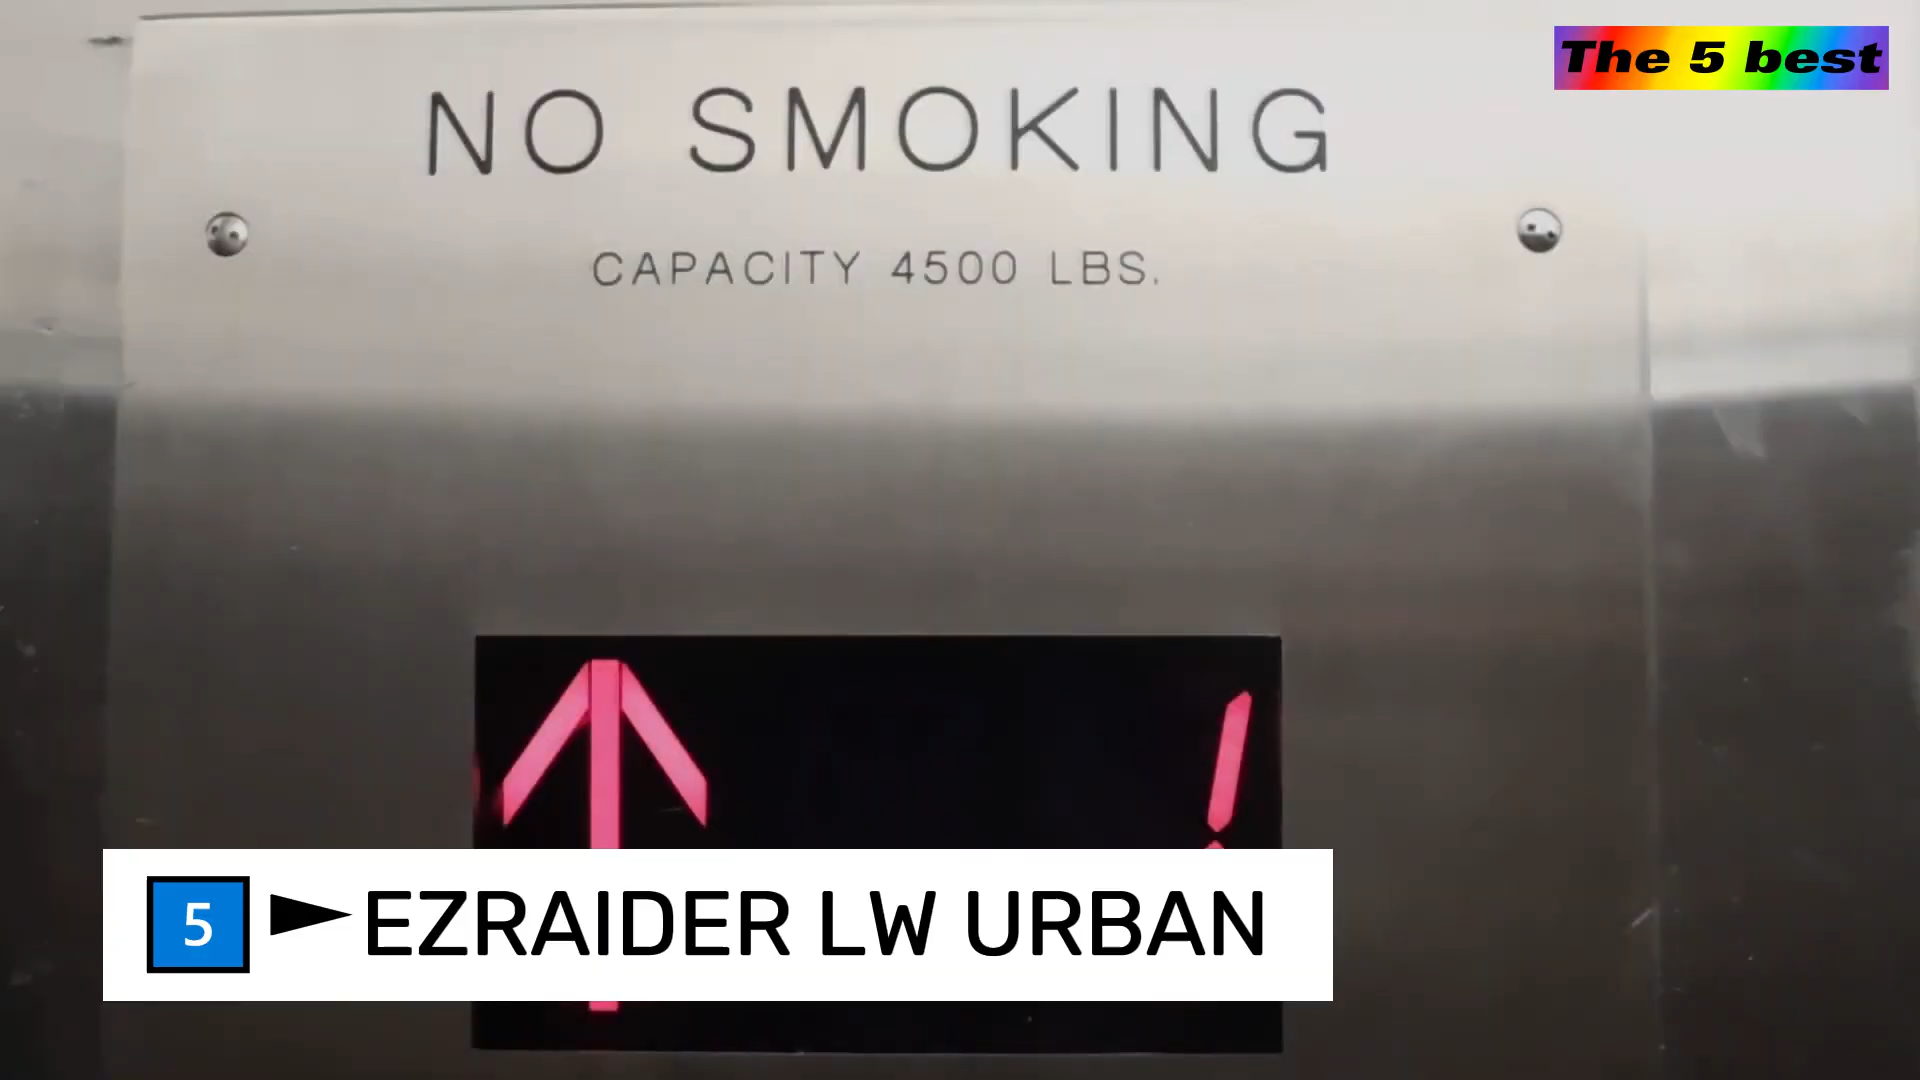 The 5 best
NO SMOKING
CAPACITY 4500 LBS.
5 EZRAIDER LW URBAN